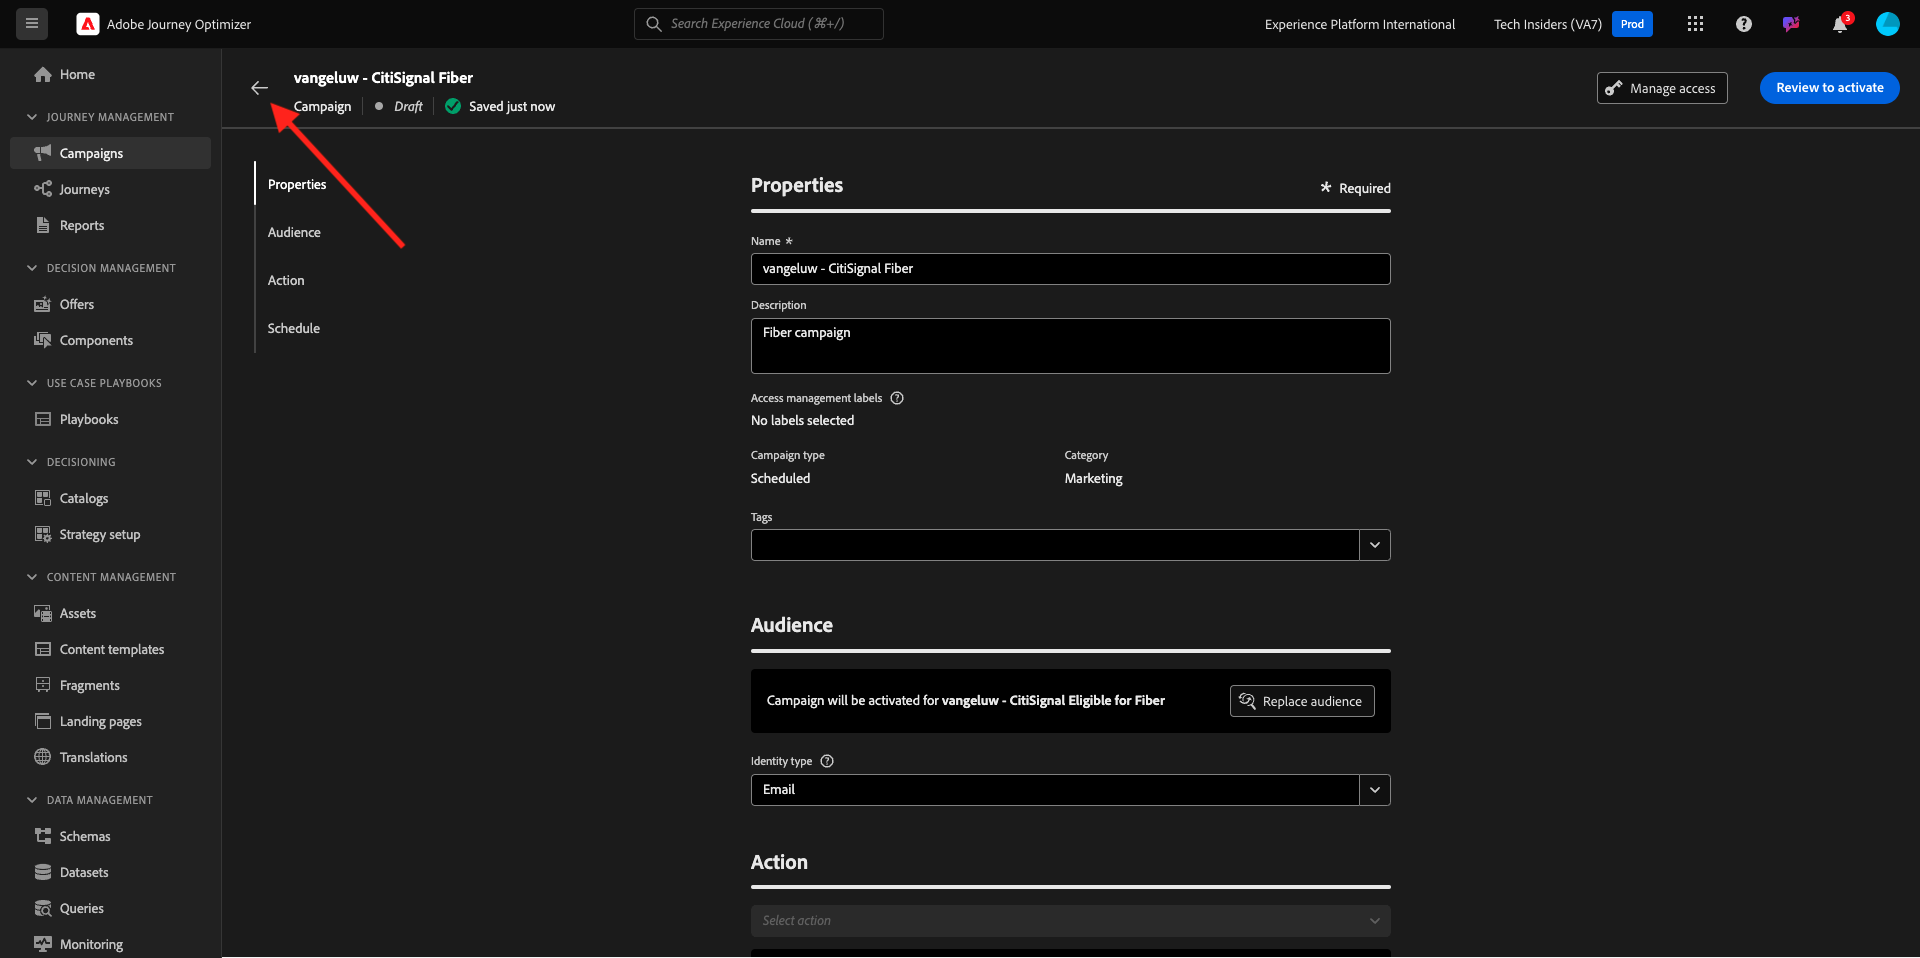 Adobe Journey Optimizer
Search Experience Cloud (⌘+/)
Experience Platform International
Tech Insiders (VA7)
Prod
3
Home
JOURNEY MANAGEMENT
Campaigns
Journeys
Reports
DECISION MANAGEMENT
Offers
Components
USE CASE PLAYBOOKS
Playbooks
DECISIONING
Catalogs
Strategy setup
CONTENT MANAGEMENT
Assets
Content templates
Fragments
Landing pages
Translations
DATA MANAGEMENT
Schemas
Datasets
Queries
Monitoring
vangeluw - CitiSignal Fiber
Campaign
Draft
Saved just now
Manage access
Review to activate
Properties
Audience
Action
Schedule
Properties
* Required
Name *
vangeluw - CitiSignal Fiber
Description
Fiber campaign
Access management labels
No labels selected
Campaign type
Category
Scheduled
Marketing
Tags
Audience
Campaign will be activated for vangeluw - CitiSignal Eligible for Fiber
Replace audience
Identity type
Email
Action
Select action